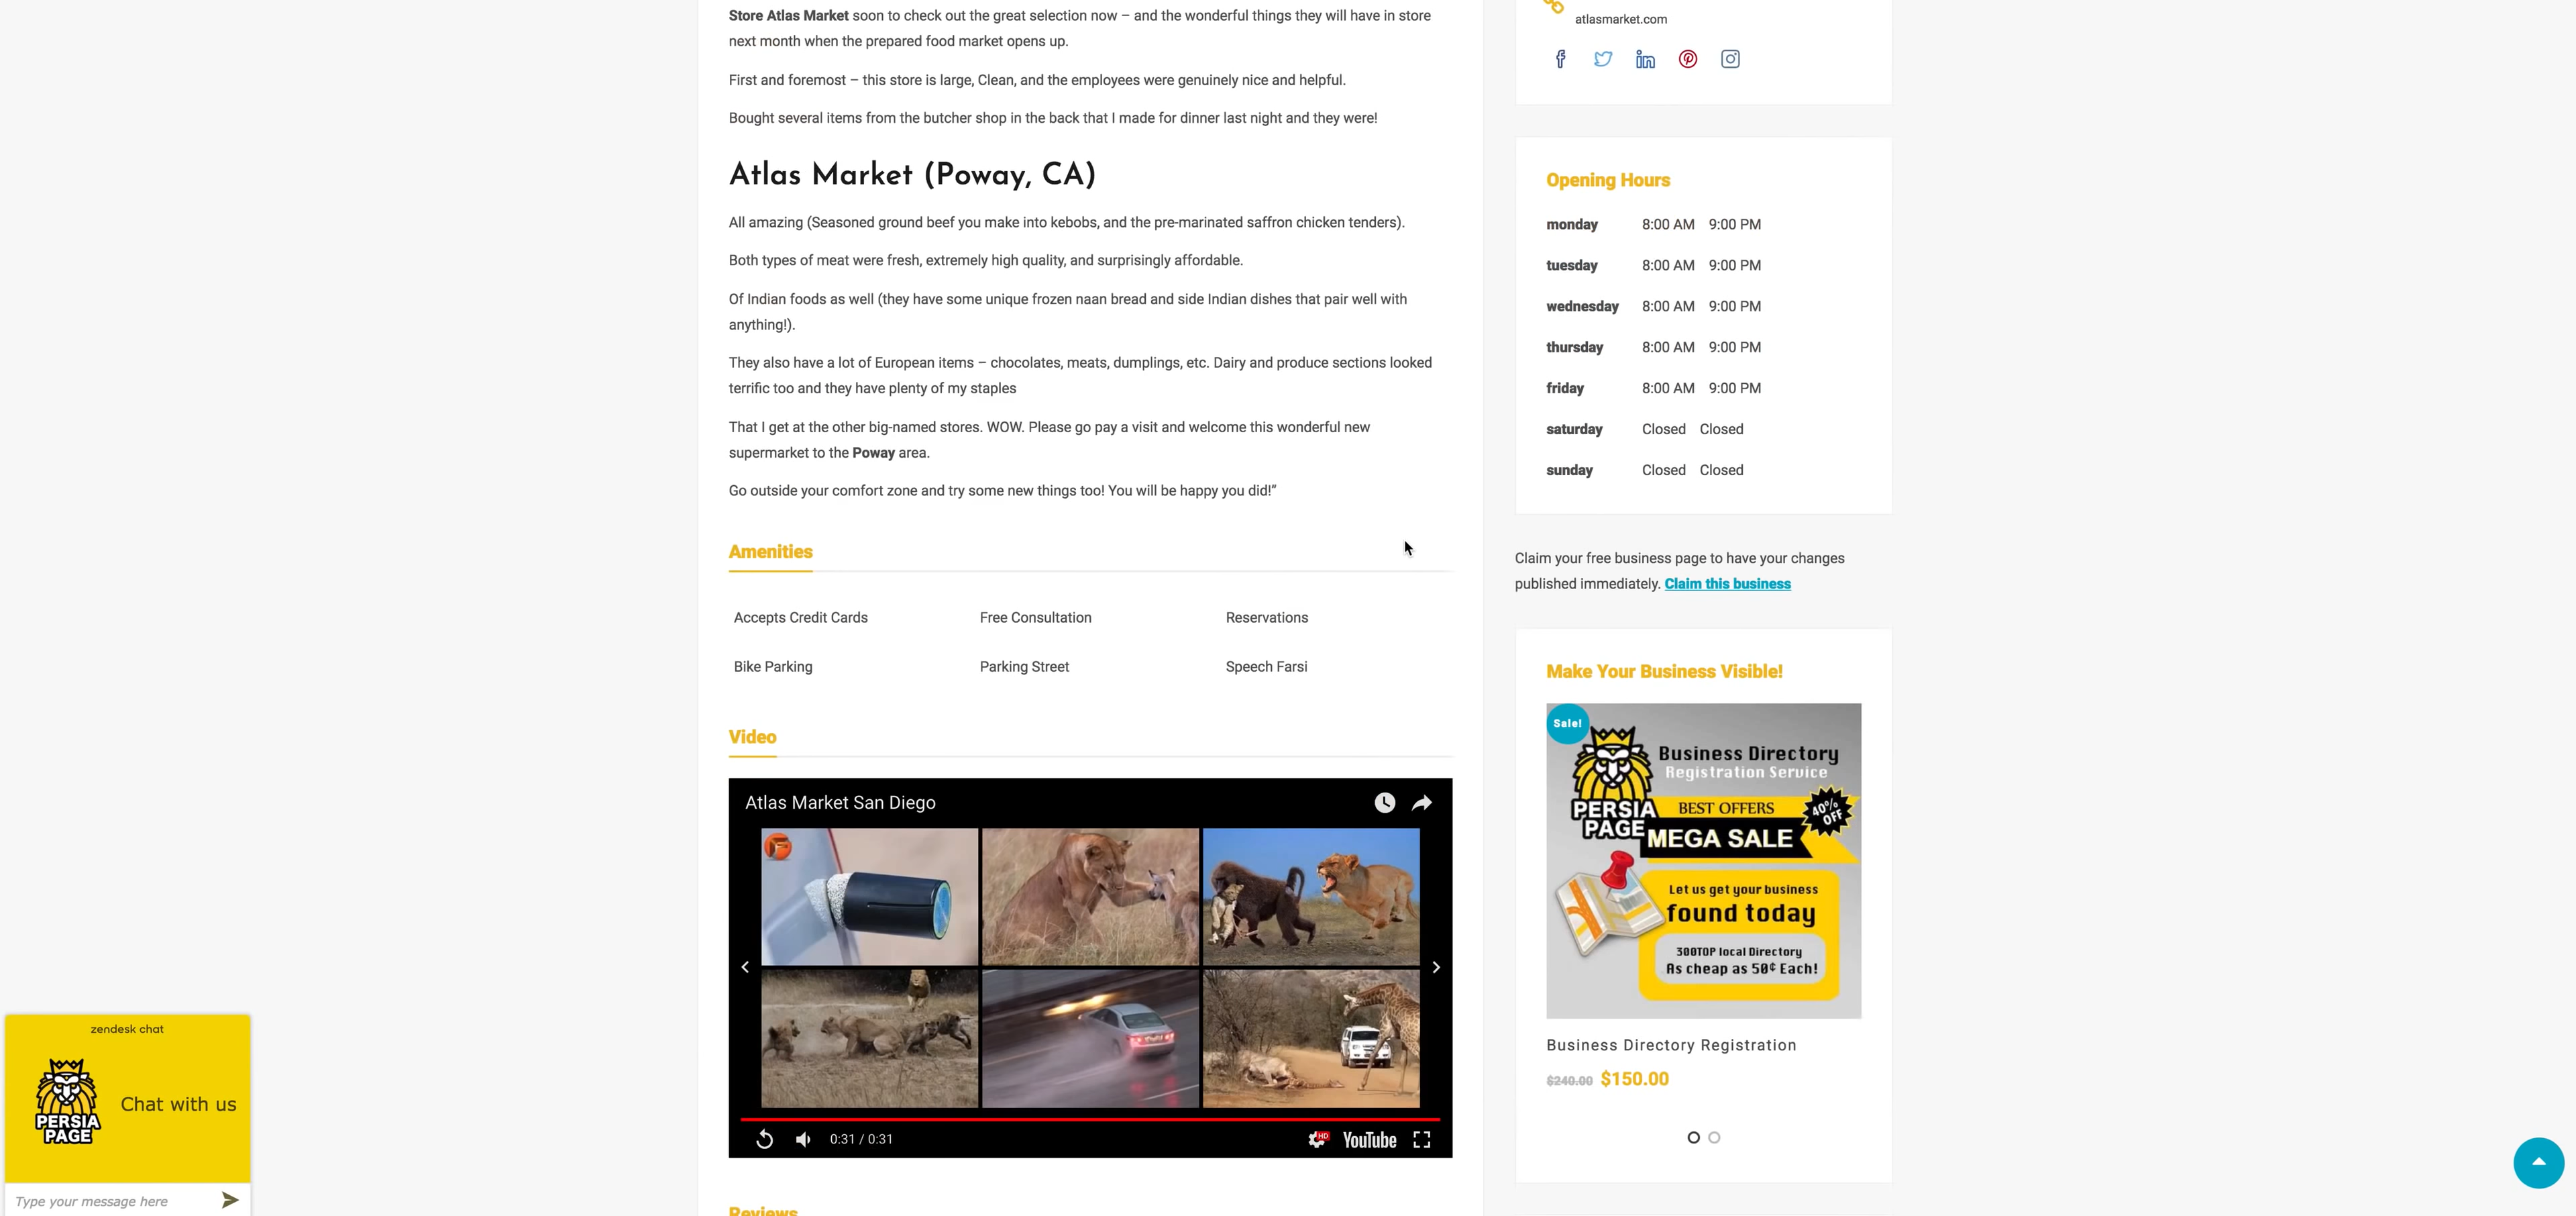 Store Atlas Market soon to check out the great selection now – and the wonderful things they will have in store
next month when the prepared food market opens up.
First and foremost – this store is large, Clean, and the employees were genuinely nice and helpful.
Bought several items from the butcher shop in the back that I made for dinner last night and they were!
Atlas Market (Poway, CA)
All amazing (Seasoned ground beef you make into kebobs, and the pre-marinated saffron chicken tenders).
Both types of meat were fresh, extremely high quality, and surprisingly affordable.
Of Indian foods as well (they have some unique frozen naan bread and side Indian dishes that pair well with
anything!).
They also have a lot of European items – chocolates, meats, dumplings, etc. Dairy and produce sections looked
terrific too and they have plenty of my staples
That I get at the other big-named stores. WOW. Please go pay a visit and welcome this wonderful new
supermarket to the Poway area.
Go outside your comfort zone and try some new things too! You will be happy you did!”
Amenities
Accepts Credit Cards Free Consultation Reservations
Bike Parking Parking Street Speech Farsi
Video
Atlas Market San Diego
0:31 / 0:31
HD
YouTube
Reviews
atlasmarket.com
Opening Hours
monday 8:00 AM 9:00 PM
tuesday 8:00 AM 9:00 PM
wednesday 8:00 AM 9:00 PM
thursday 8:00 AM 9:00 PM
friday 8:00 AM 9:00 PM
saturday Closed Closed
sunday Closed Closed
Claim your free business page to have your changes
published immediately. Claim this business
Make Your Business Visible!
Sale!
Business Directory
Registration Service
PERSIA
PAGE
BEST OFFERS
40%
OFF
MEGA SALE
Let us get your business
found today
300TOP local Directory
As cheap as 50¢ Each!
Business Directory Registration
$240.00 $150.00
zendesk chat
PERSIA
PAGE
Chat with us
Type your message here